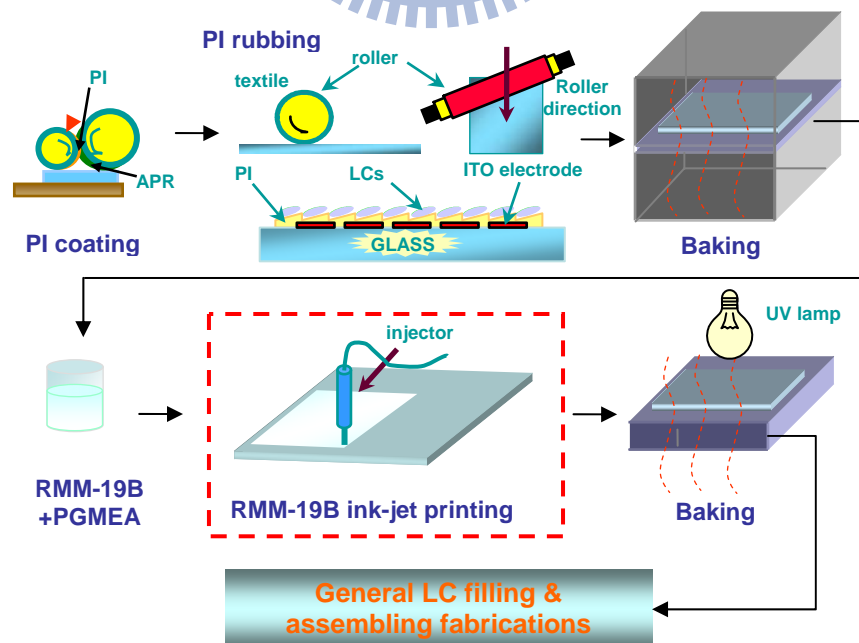 PI rubbing
PI
textile
roller
Roller
direction
APR
PI
LCs
ITO electrode
GLASS
PI coating
Baking
UV lamp
injector
RMM-19B
+PGMEA
RMM-19B ink-jet printing
Baking
General LC filling &
assembling fabrications